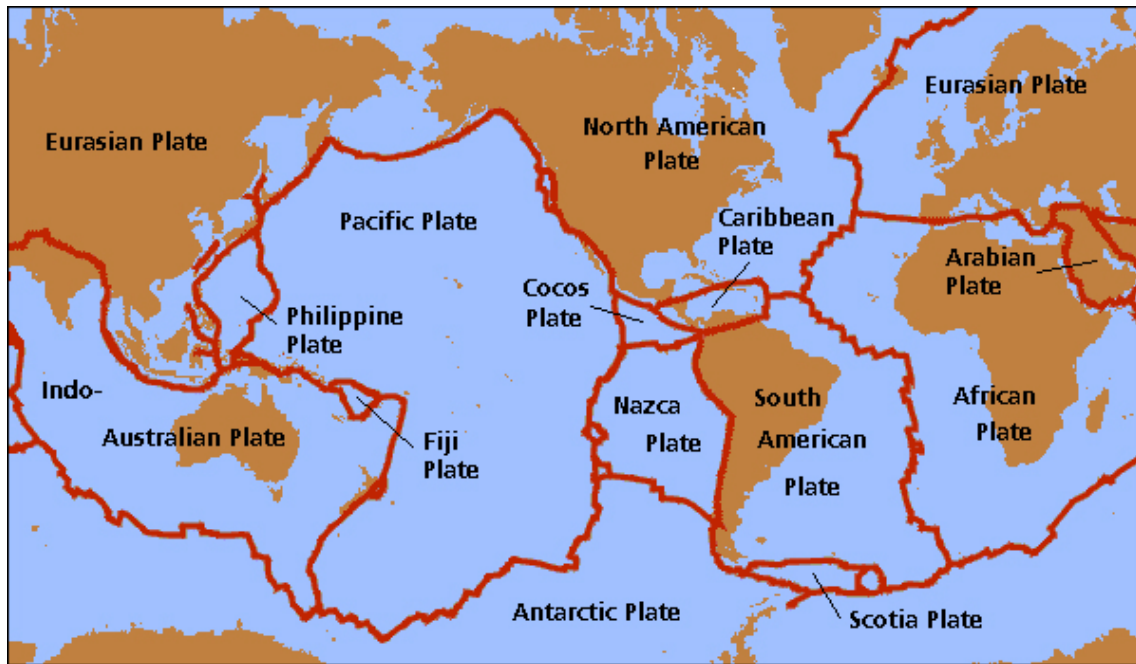 Eurasian Plate
North American
Plate
Eurasian Plate
Pacific Plate
Caribbean
Plate
Arabian
Plate
Cocos
Plate
Philippine
Plate
Indo-
Australian Plate
Fiji
Plate
Nazca
Plate
South
American
Plate
African
Plate
Antarctic Plate
Scotia Plate